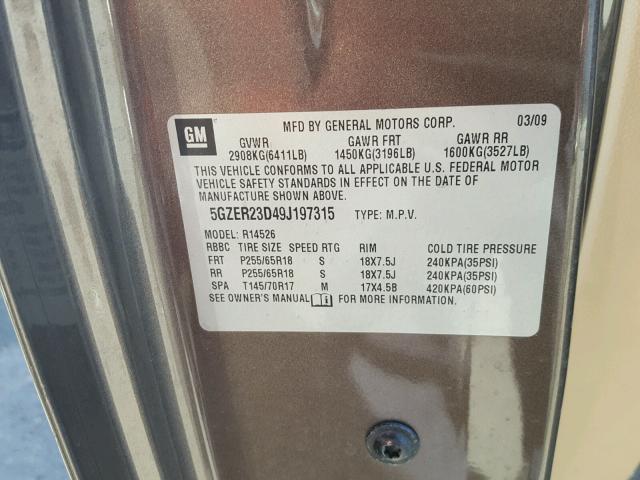 MFD BY GENERAL MOTORS CORP. 03/09
GM
GVWR GAWR FRT GAWR RR
2908KG(6411LB) 1450KG(3196LB) 1600KG(3527LB)
THIS VEHICLE CONFORMS TO ALL APPLICABLE U.S. FEDERAL MOTOR
VEHICLE SAFETY STANDARDS IN EFFECT ON THE DATE OF
MANUFACTURE SHOWN ABOVE.
5GZER23D49J197315 TYPE: M.P.V.
MODEL: R14526
RBBC TIRE SIZE SPEED RTG RIM COLD TIRE PRESSURE
FRT P255/65R18 S 18X7.5J 240KPA(35PSI)
RR P255/65R18 S 18X7.5J 240KPA(35PSI)
SPA T145/70R17 M 17X4.5B 420KPA(60PSI)
SEE OWNER'S MANUAL FOR MORE INFORMATION.